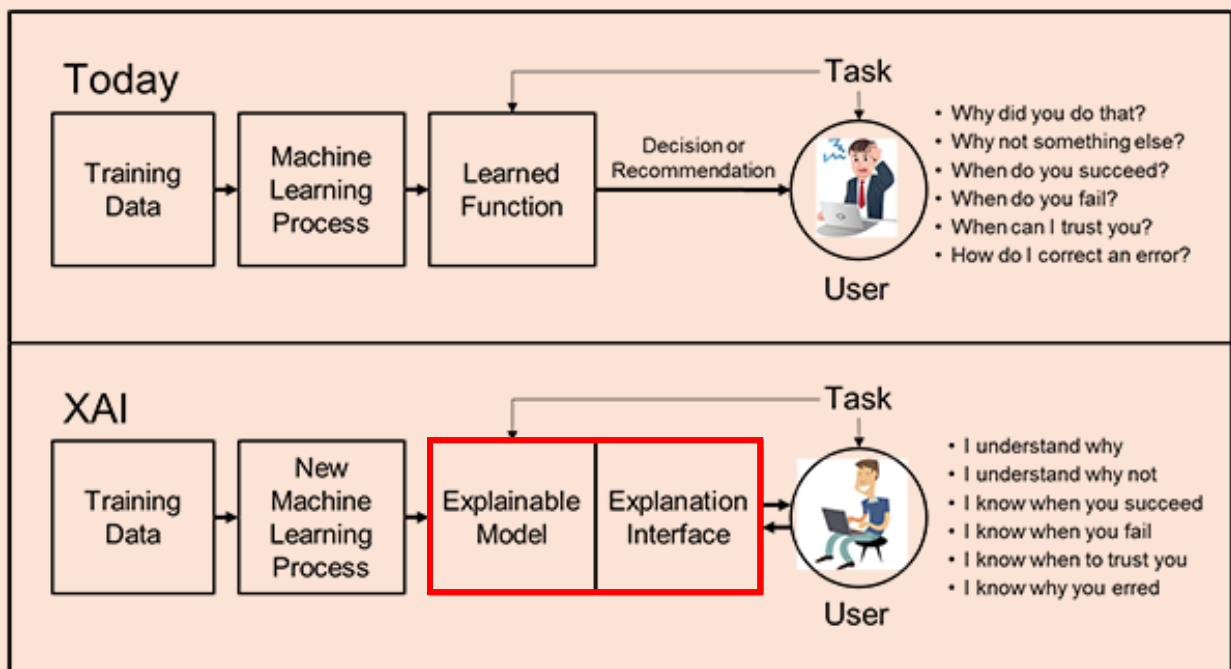 Today
Task
Training
Data
Machine
Learning
Process
Learned
Function
Decision or
Recommendation
User
• Why did you do that?
• Why not something else?
• When do you succeed?
• When do you fail?
• When can I trust you?
• How do I correct an error?
XAI
Task
Training
Data
New
Machine
Learning
Process
Explainable
Model
Explanation
Interface
User
• I understand why
• I understand why not
• I know when you succeed
• I know when you fail
• I know when to trust you
• I know why you erred